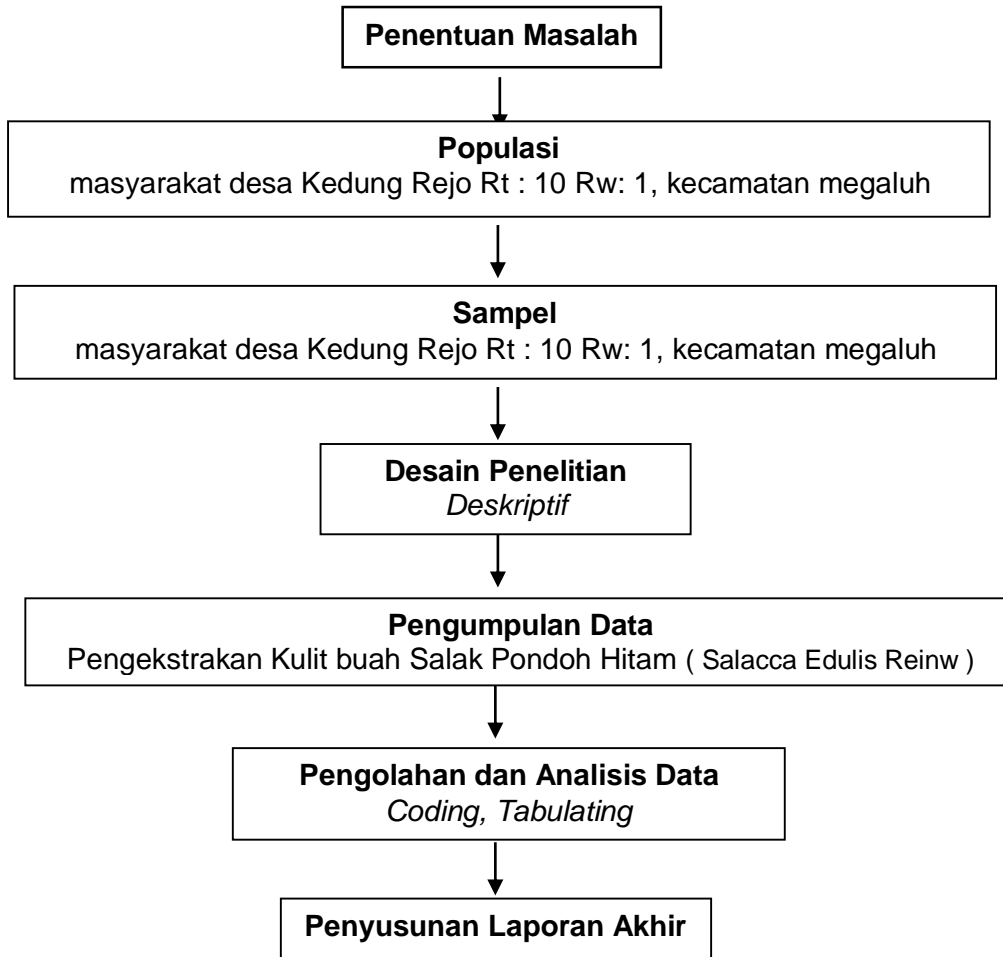 Penentuan Masalah
Populasi
masyarakat desa Kedung Rejo Rt : 10 Rw: 1, kecamatan megaluh
Sampel
masyarakat desa Kedung Rejo Rt : 10 Rw: 1, kecamatan megaluh
Desain Penelitian
Deskriptif
Pengumpulan Data
Pengekstrakan Kulit buah Salak Pondoh Hitam ( Salacca Edulis Reinw )
Pengolahan dan Analisis Data
Coding, Tabulating
Penyusunan Laporan Akhir